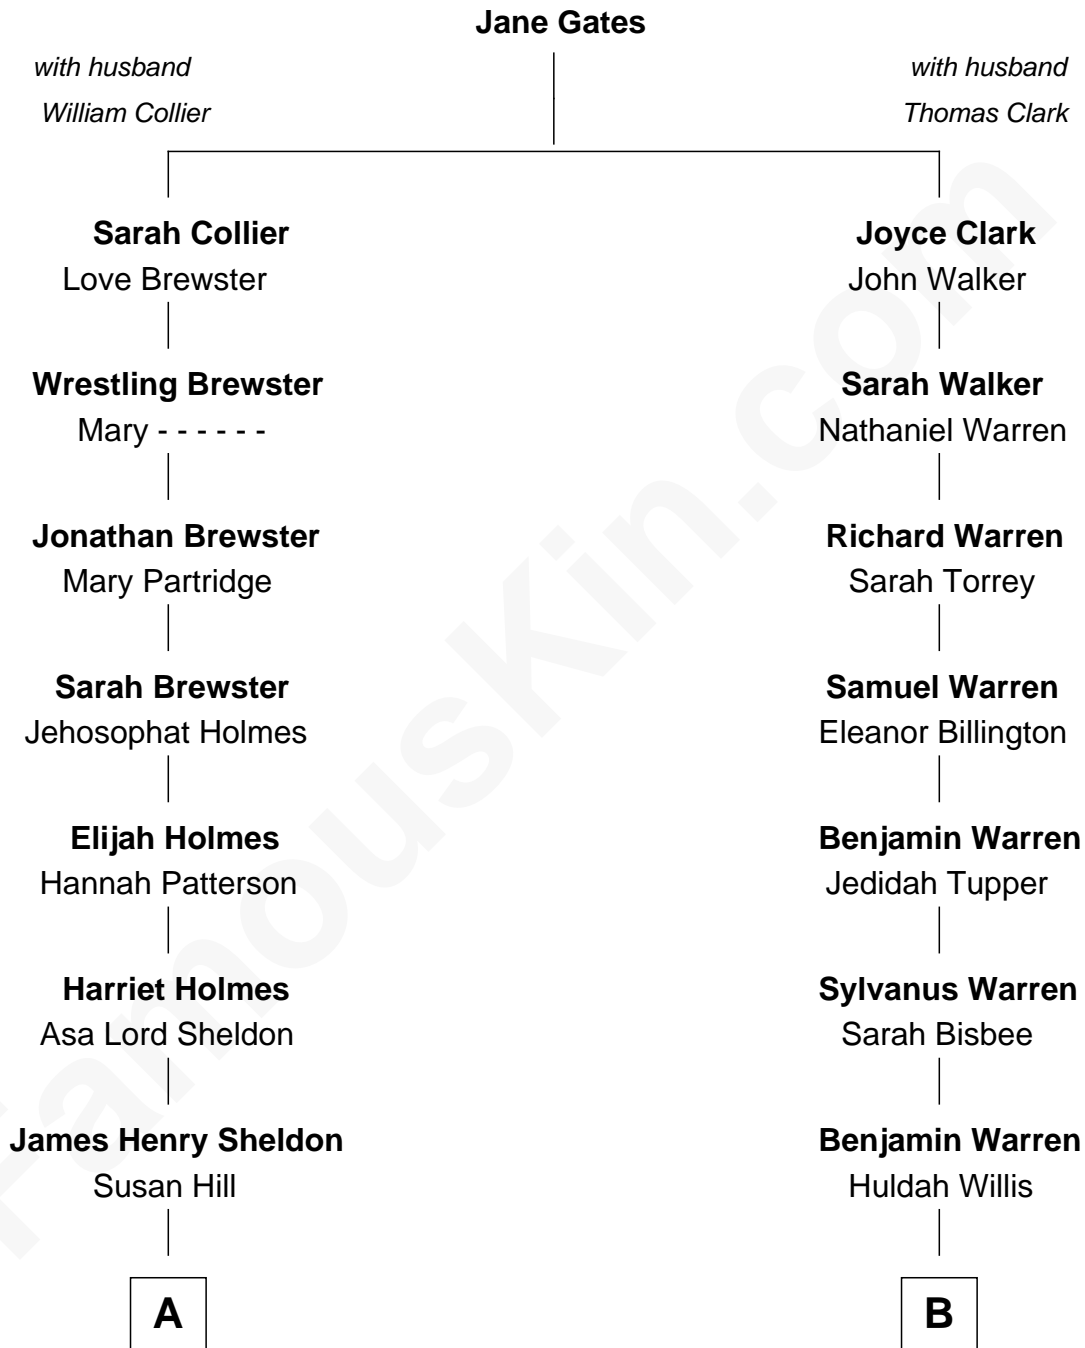 Jane Gates
with husband
William Collier
with husband
Thomas Clark
Sarah Collier
Love Brewster
Joyce Clark
John Walker
Wrestling Brewster
Mary - - - - - -
Sarah Walker
Nathaniel Warren
Jonathan Brewster
Mary Partridge
Richard Warren
Sarah Torrey
Sarah Brewster
Jehosophat Holmes
Samuel Warren
Eleanor Billington
Elijah Holmes
Hannah Patterson
Benjamin Warren
Jedidah Tupper
Harriet Holmes
Asa Lord Sheldon
Sylvanus Warren
Sarah Bisbee
James Henry Sheldon
Susan Hill
Benjamin Warren
Huldah Willis
A
B
FamousKin.com